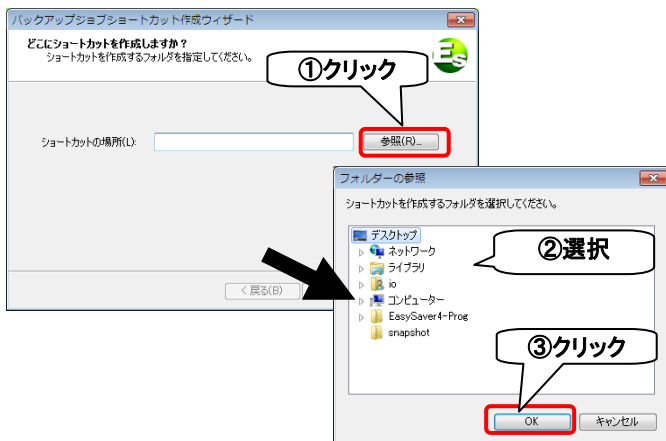 バックアップジョブショートカット作成ウィザード
どこにショートカットを作成しますか？
ショートカットを作成するフォルダを指定してください。
Es
①クリック
ショートカットの場所(L):
参照(R)...
フォルダーの参照
ショートカットを作成するフォルダを選択してください。
デスクトップ
ネットワーク
ライブラリ
io
コンピューター
EasySaver4-Prog
snapshot
②選択
< 戻る(B)
③クリック
OK
キャンセル